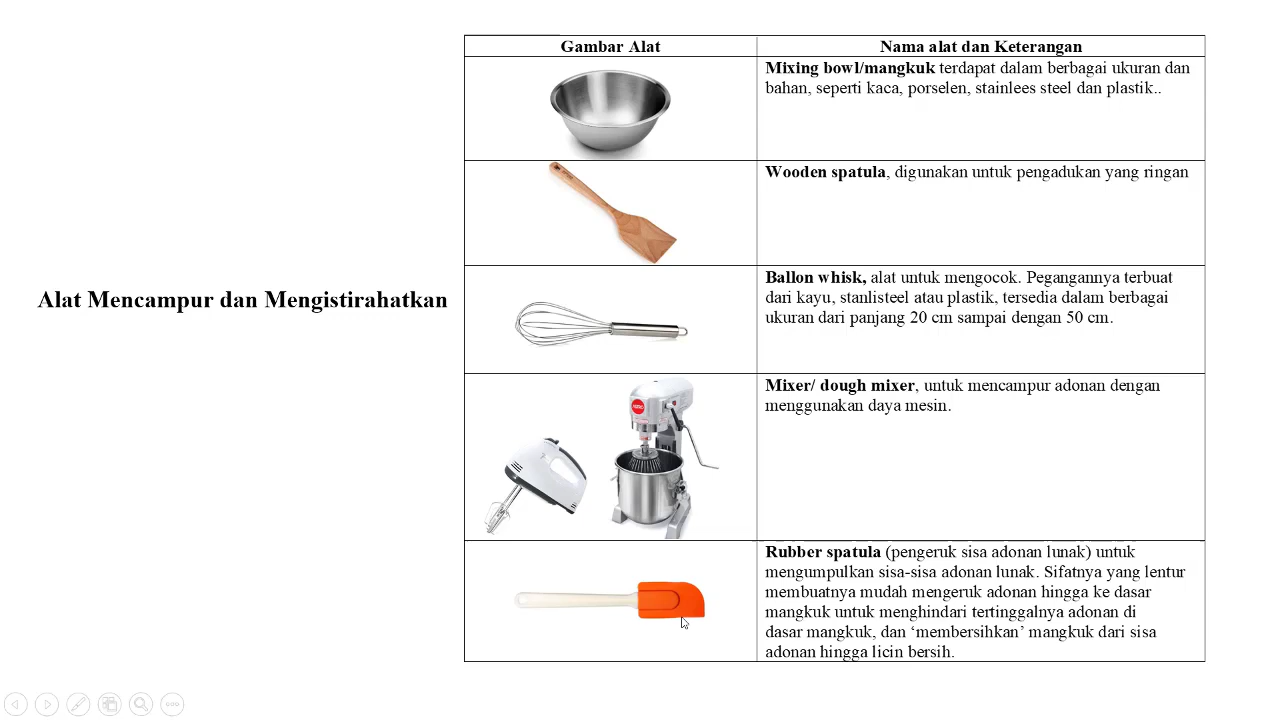 Alat Mencampur dan Mengistirahatkan
Gambar Alat
Nama alat dan Keterangan
Mixing bowl/mangkuk terdapat dalam berbagai ukuran dan
bahan, seperti kaca, porselen, stainlees steel dan plastik..
Wooden spatula, digunakan untuk pengadukan yang ringan
Ballon whisk, alat untuk mengocok. Pegangannya terbuat
dari kayu, stanlisteel atau plastik, tersedia dalam berbagai
ukuran dari panjang 20 cm sampai dengan 50 cm.
Mixer/ dough mixer, untuk mencampur adonan dengan
menggunakan daya mesin.
Rubber spatula (pengeruk sisa adonan lunak) untuk
mengumpulkan sisa-sisa adonan lunak. Sifatnya yang lentur
membuatnya mudah mengeruk adonan hingga ke dasar
mangkuk untuk menghindari tertinggalnya adonan di
dasar mangkuk, dan ‘membersihkan’ mangkuk dari sisa
adonan hingga licin bersih.